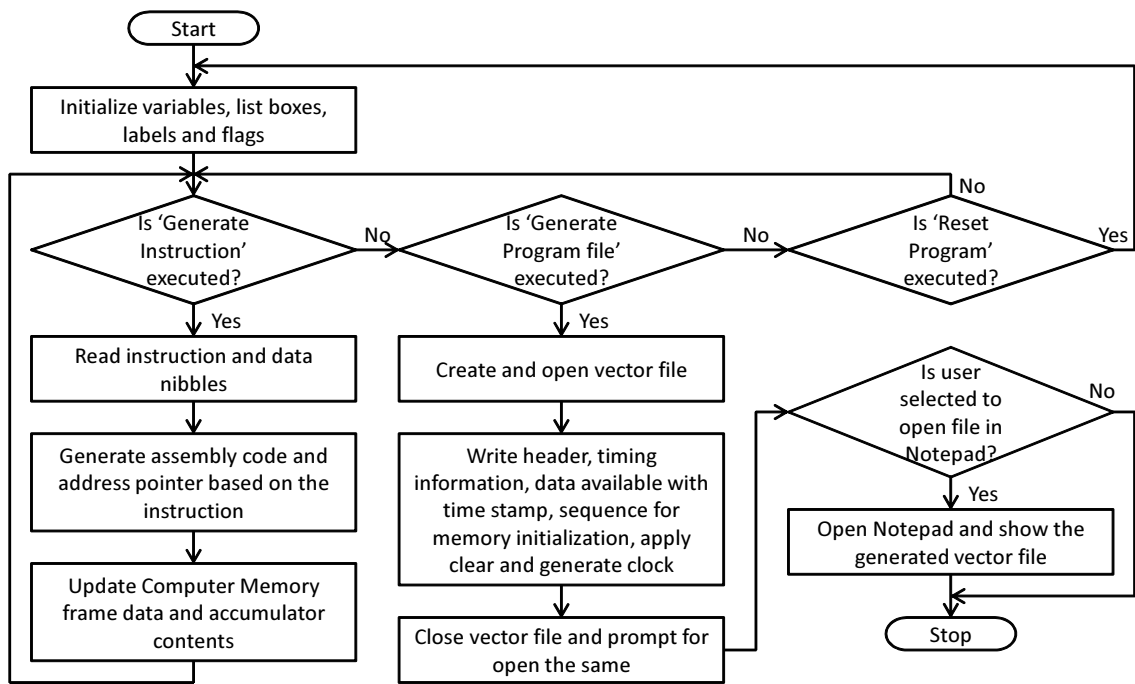 Start
Initialize variables, list boxes,
labels and flags
Is ‘Generate
Instruction’
executed?
No
Is ‘Generate
Program file’
executed?
No
Is ‘Reset
Program’
executed?
No
Yes
Yes
Read instruction and data
nibbles
Generate assembly code and
address pointer based on the
instruction
Update Computer Memory
frame data and accumulator
contents
Yes
Create and open vector file
Write header, timing
information, data available with
time stamp, sequence for
memory initialization, apply
clear and generate clock
Close vector file and prompt for
open the same
Is user
selected to
open file in
Notepad?
No
Yes
Open Notepad and show the
generated vector file
Stop